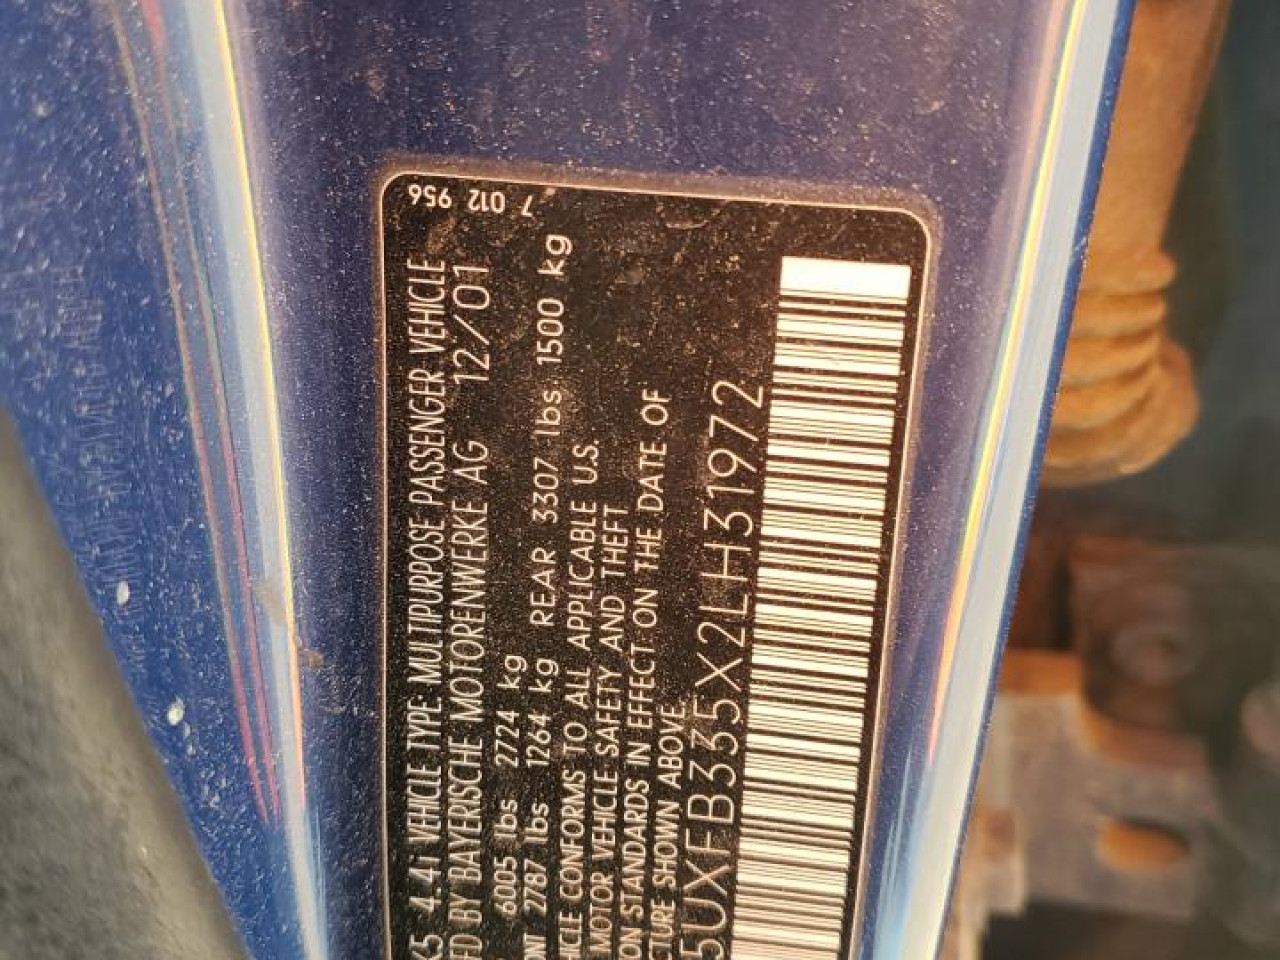 7 012 956
X5 4.4i VEHICLE TYPE: MULTIPURPOSE PASSENGER VEHICLE
FD BY BAYERISCHE MOTORENWERKE AG 12/01
6005 lbs 2724 kg
2787 lbs 1264 kg REAR 3307 lbs 1500 kg
HICLE CONFORMS TO ALL APPLICABLE U.S.
MOTOR VEHICLE SAFETY AND THEFT
ON STANDARDS IN EFFECT ON THE DATE OF
CTURE SHOWN ABOVE.
5UXFB335X2LH31972